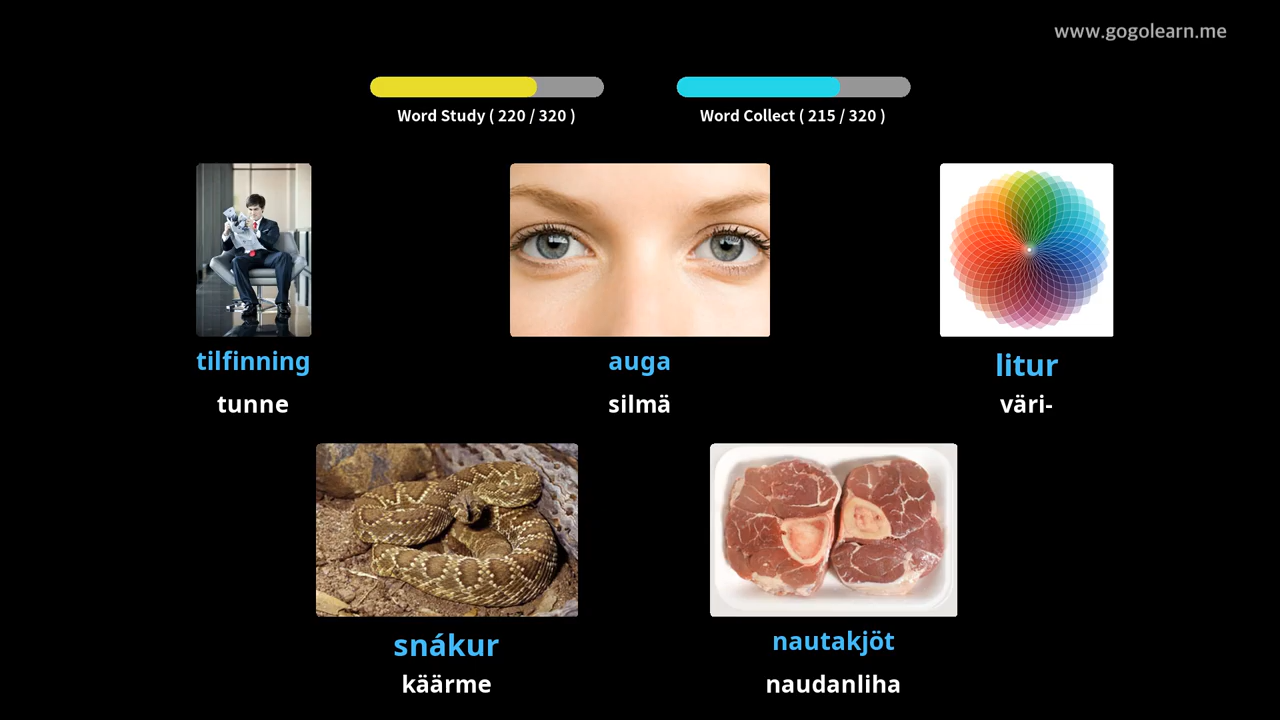 www.gogolearn.me
Word Study ( 220 / 320 )
Word Collect ( 215 / 320 )
tilfinning
tunne
auga
silmä
litur
väri-
snákur
käärme
nautakjöt
naudanliha